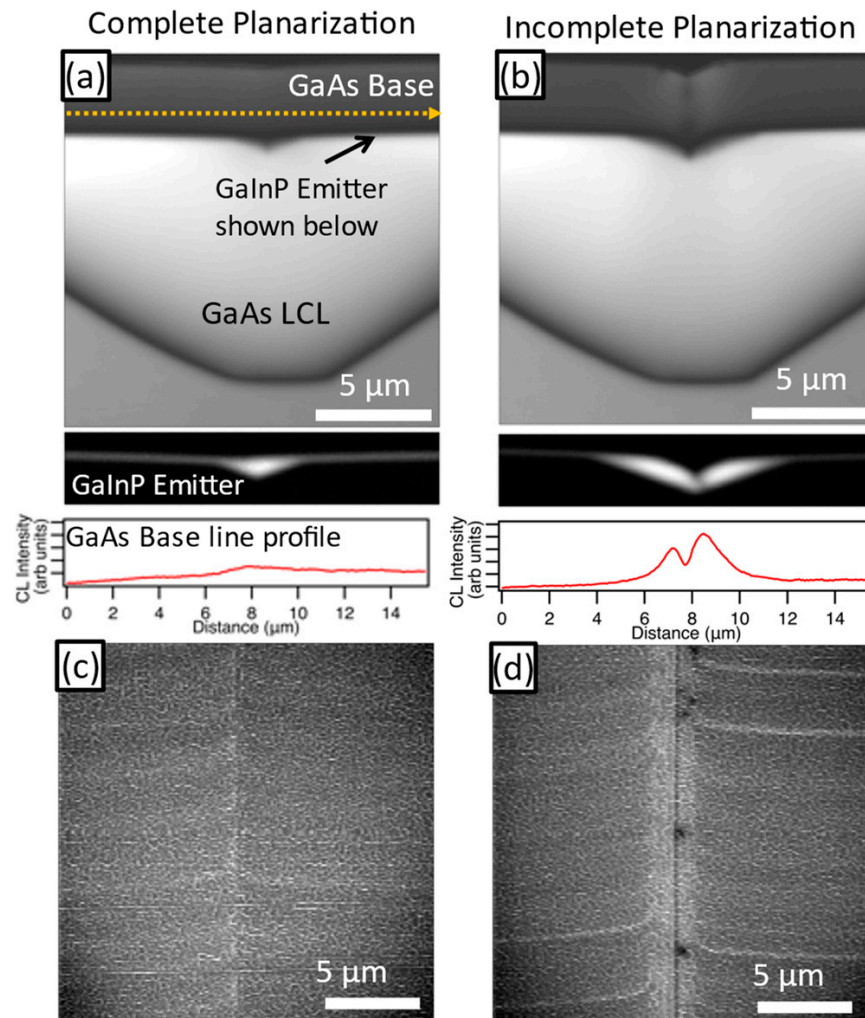 Complete Planarization
Incomplete Planarization
(a)
GaAs Base
GaInP Emitter
shown below
GaAs LCL
5 μm
(b)
5 μm
GaInP Emitter
GaAs Base line profile
CL Intensity
(arb units)
0 2 4 6 8 10 12 14
Distance (μm)
CL Intensity
(arb units)
0 2 4 6 8 10 12 14
Distance (μm)
(c)
5 μm
(d)
5 μm